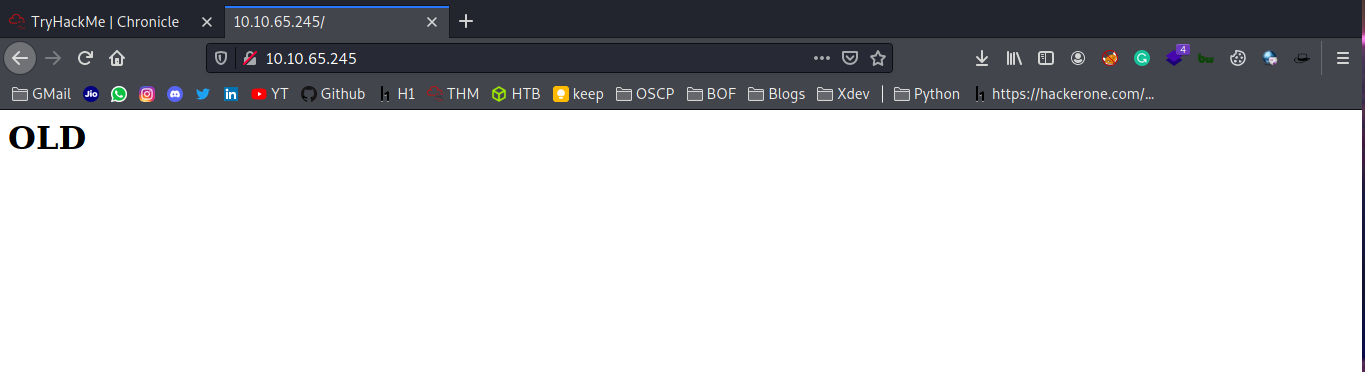 TryHackMe | Chronicle 10.10.65.245/
10.10.65.245 4
GMail Jio YT Github H1 THM HTB keep OSCP BOF Blogs Xdev Python https://hackerone.com/...
OLD